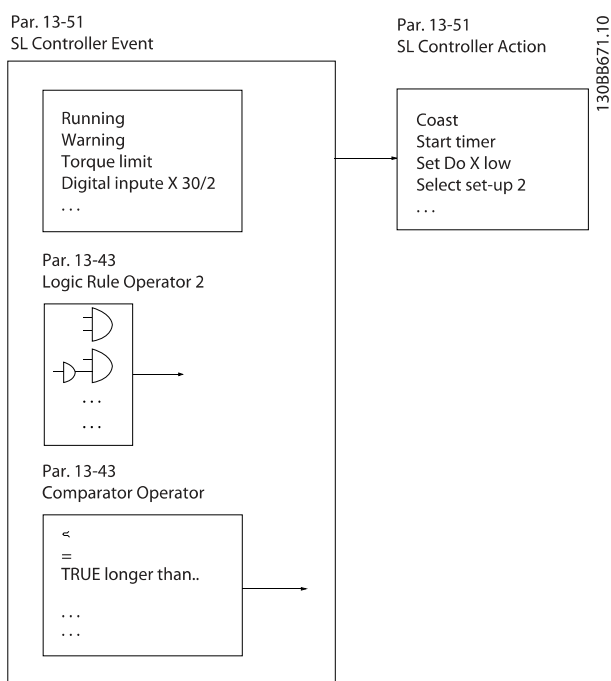 Par. 13-51
SL Controller Event
Par. 13-51
SL Controller Action
130BB671.10
Running
Warning
Torque limit
Digital inpute X 30/2
. . .
Coast
Start timer
Set Do X low
Select set-up 2
. . .
Par. 13-43
Logic Rule Operator 2
. . .
. . .
Par. 13-43
Comparator Operator
=
TRUE longer than..
. . .
. . .